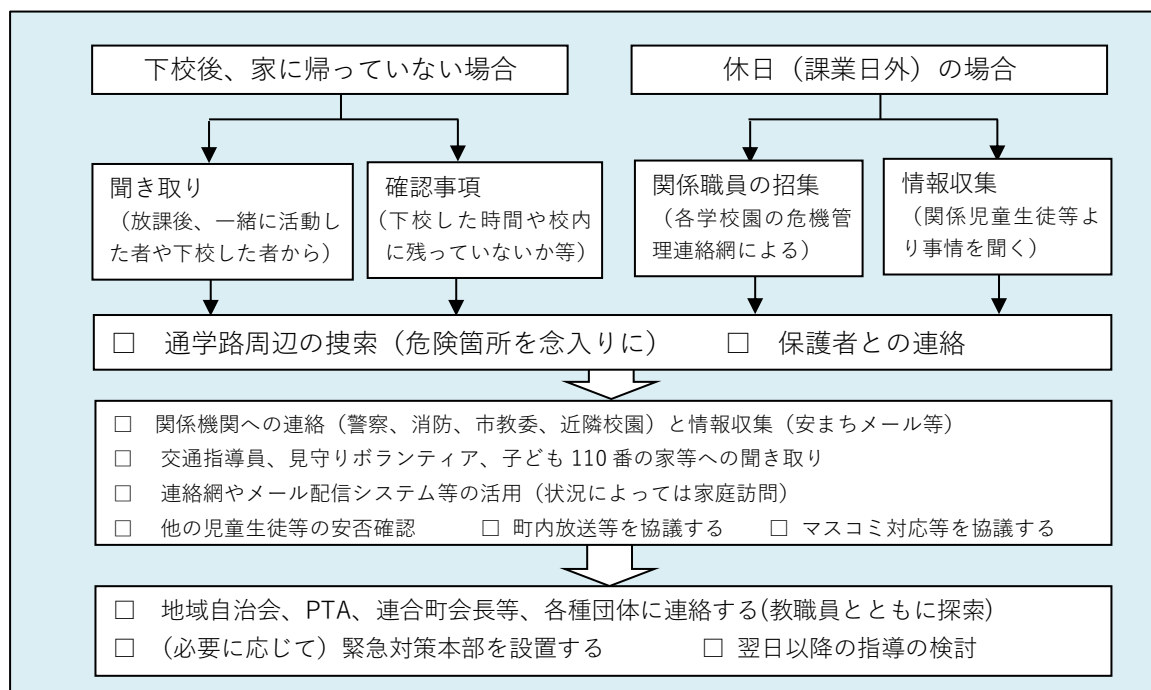 下校後、家に帰っていない場合
休日（課業日外）の場合
聞き取り
（放課後、一緒に活動し
た者や下校した者から）
確認事項
（下校した時間や校内
に残っていないか等）
関係職員の招集
（各学校園の危機管
理連絡網による）
情報収集
（関係児童生徒等よ
り事情を聞く）
□ 通学路周辺の捜索（危険箇所を念入りに） □ 保護者との連絡
□ 関係機関への連絡（警察、消防、市教委、近隣校園）と情報収集（安まちメール等）
□ 交通指導員、見守りボランティア、子ども 110 番の家等への聞き取り
□ 連絡網やメール配信システム等の活用（状況によっては家庭訪問）
□ 他の児童生徒等の安否確認 □ 町内放送等を協議する □ マスコミ対応等を協議する
□ 地域自治会、PTA、連合町会長等、各種団体に連絡する(教職員とともに探索)
□ （必要に応じて）緊急対策本部を設置する □ 翌日以降の指導の検討